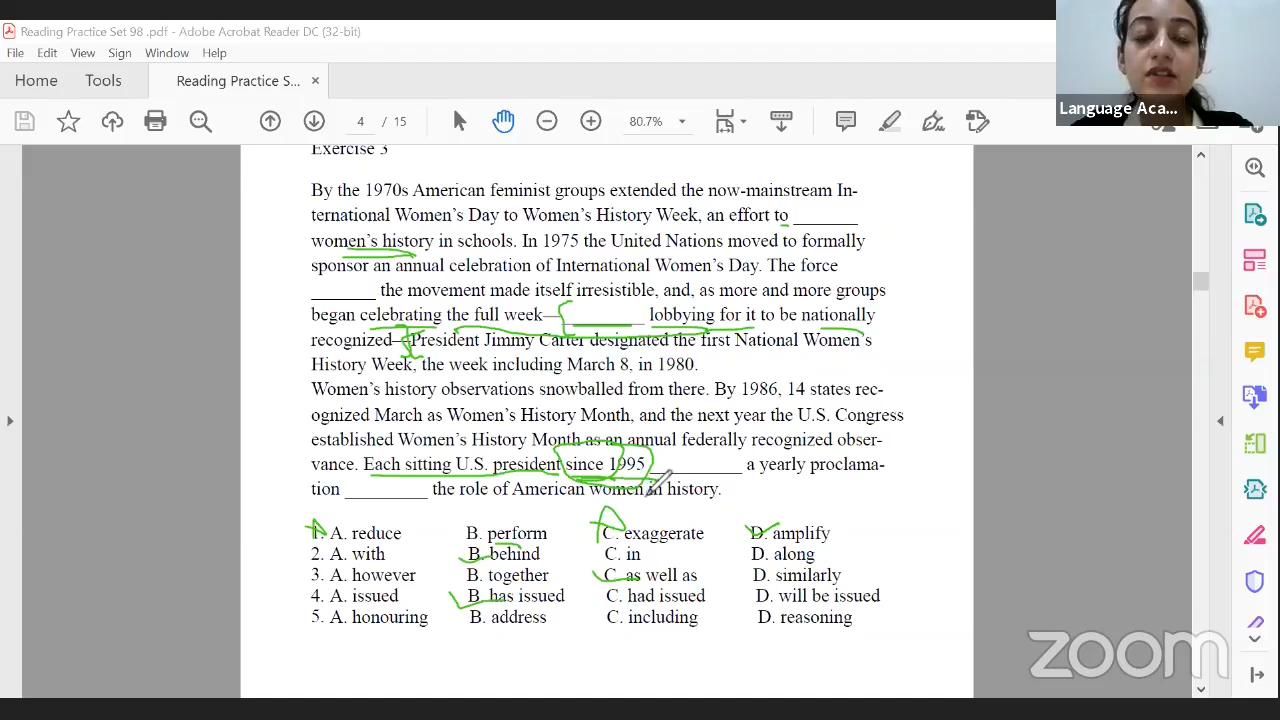 Reading Practice Set 98 .pdf - Adobe Acrobat Reader DC (32-bit)
File Edit View Sign Window Help
Home Tools Reading Practice S... ×
4 / 15 80.7%
Language Aca...
Exercise 3
By the 1970s American feminist groups extended the now-mainstream In-
ternational Women's Day to Women's History Week, an effort to _______
women's history in schools. In 1975 the United Nations moved to formally
sponsor an annual celebration of International Women's Day. The force
_______ the movement made itself irresistible, and, as more and more groups
began celebrating the full week—_________ lobbying for it to be nationally
recognized—President Jimmy Carter designated the first National Women's
History Week, the week including March 8, in 1980.
Women's history observations snowballed from there. By 1986, 14 states rec-
ognized March as Women's History Month, and the next year the U.S. Congress
established Women's History Month as an annual federally recognized obser-
vance. Each sitting U.S. president since 1995 __________ a yearly proclama-
tion _________ the role of American women in history.
1. A. reduce B. perform C. exaggerate D. amplify
2. A. with B. behind C. in D. along
3. A. however B. together C. as well as D. similarly
4. A. issued B. has issued C. had issued D. will be issued
5. A. honouring B. address C. including D. reasoning
zoom